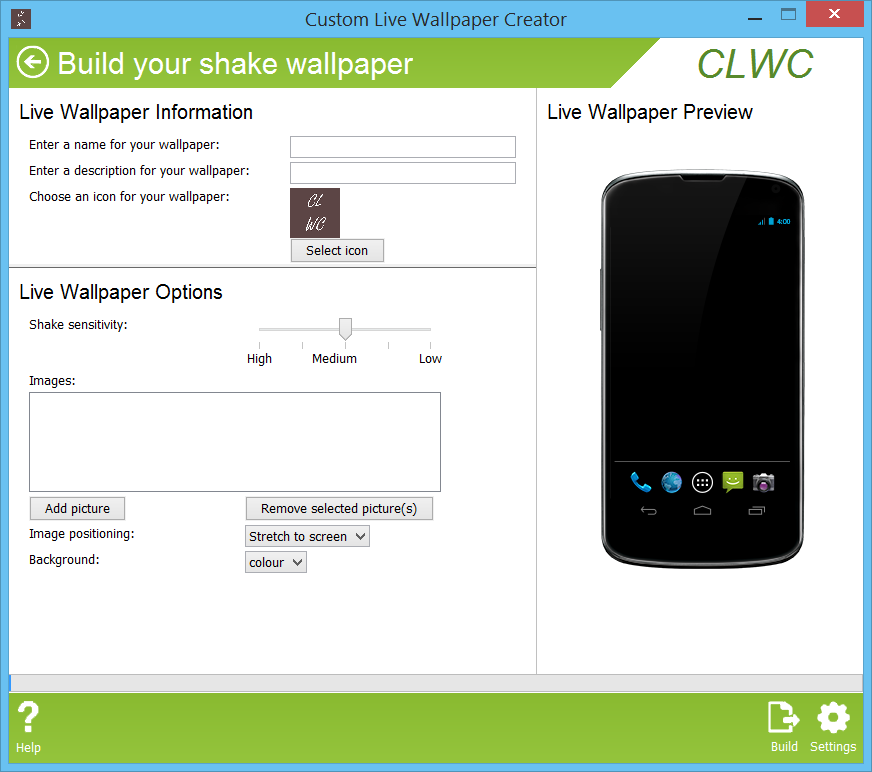 Custom Live Wallpaper Creator
Build your shake wallpaper
CLWC
Live Wallpaper Information
Enter a name for your wallpaper:
Enter a description for your wallpaper:
Choose an icon for your wallpaper:
CL
WC
Select icon
Live Wallpaper Options
Shake sensitivity:
High Medium Low
Images:
Add picture Remove selected picture(s)
Image positioning: Stretch to screen
Background: colour
Live Wallpaper Preview
4:00
Help
Build Settings